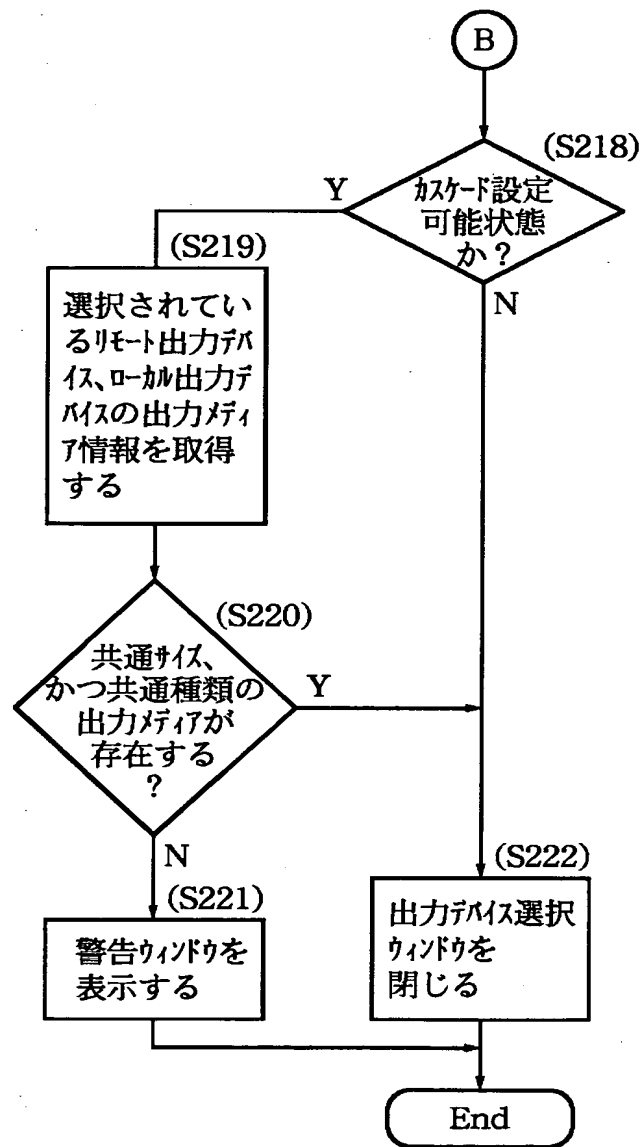 B
(S218)
ｶｽｹｰﾄﾞ設定
可能状態
か？
Y
N
(S219)
選択されてい
るﾘﾓｰﾄ出力ﾃﾞﾊﾞ
ｲｽ､ﾛｰｶﾙ出力ﾃﾞ
ﾊﾞｲｽの出力ﾒﾃﾞｨ
ｱ情報を取得
する
(S220)
共通ｻｲｽﾞ､
かつ共通種類の
出力ﾒﾃﾞｨｱが
存在する
？
Y
N
(S221)
警告ｳｨﾝﾄﾞｳを
表示する
(S222)
出力ﾃﾞﾊﾞｲｽ選択
ｳｨﾝﾄﾞｳを
閉じる
End